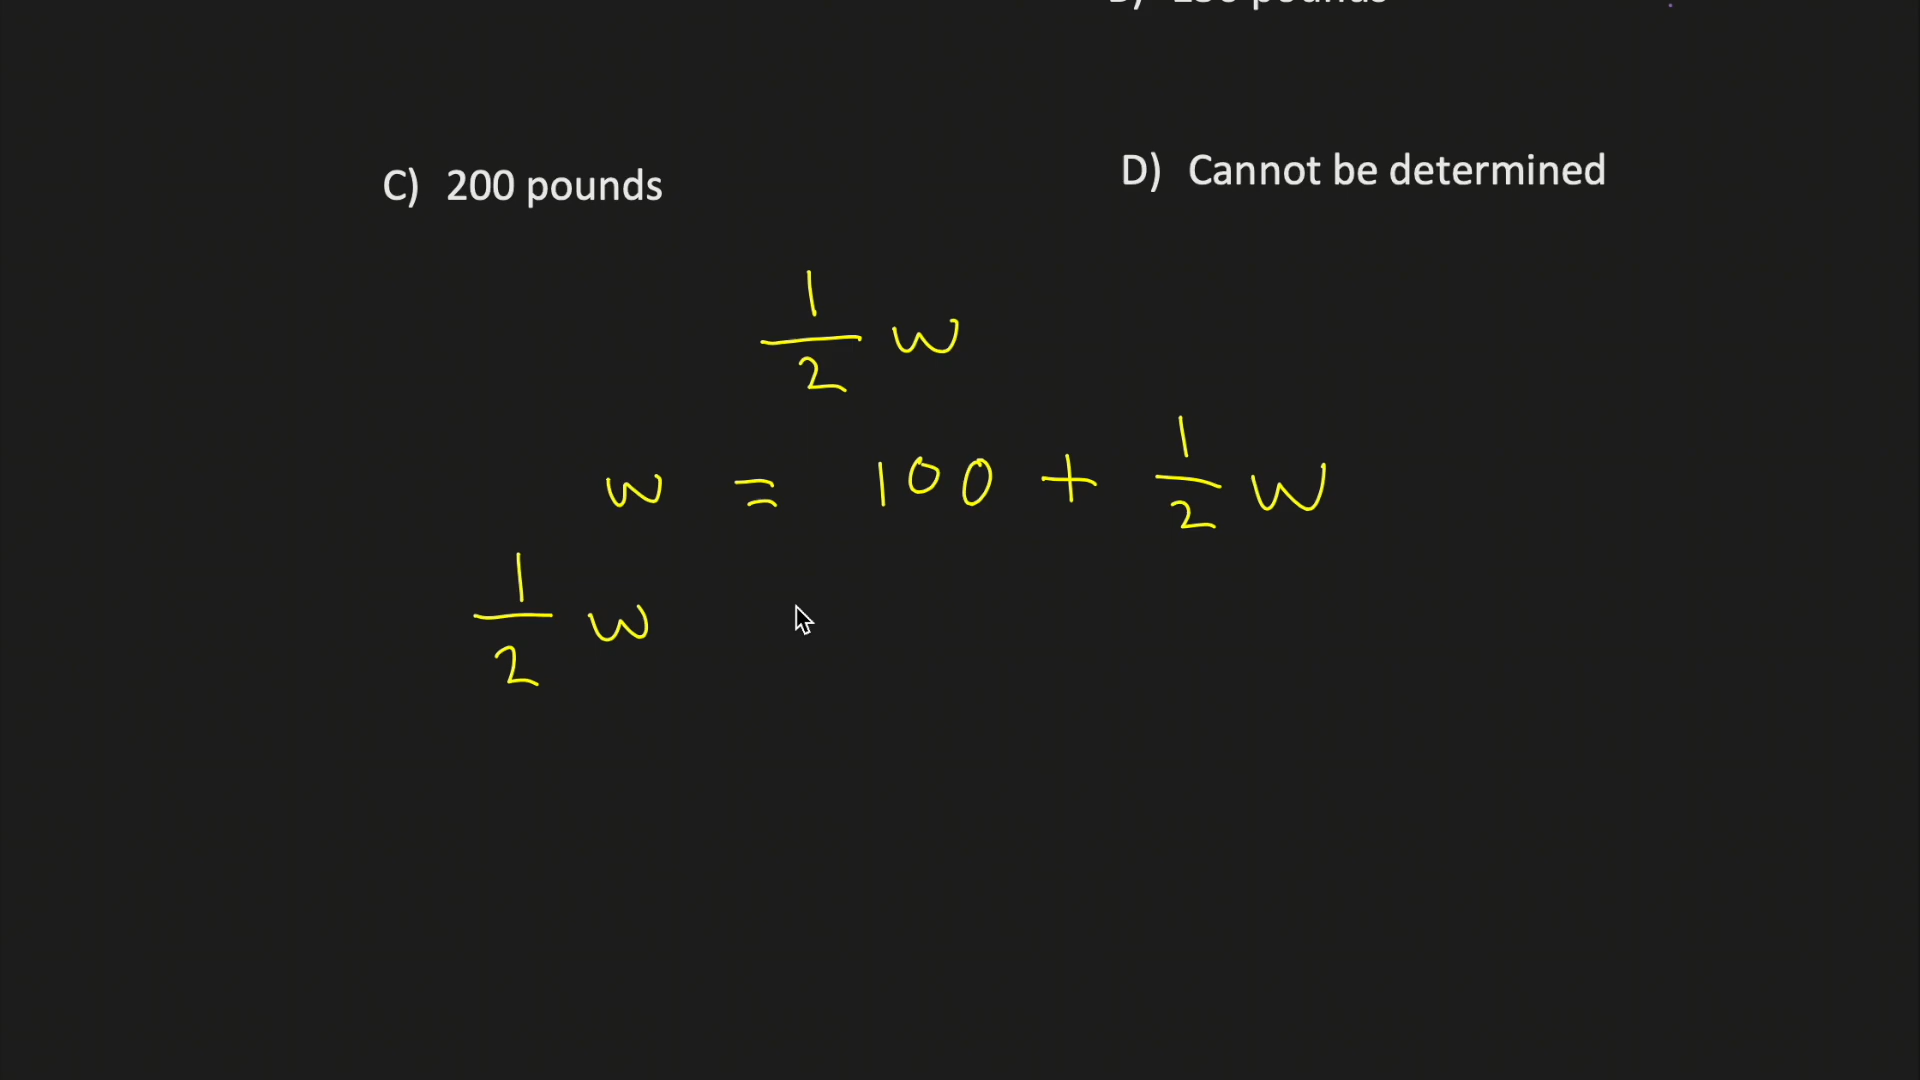 C) 200 pounds
D) Cannot be determined
1/2 w
w = 100 + 1/2 w
1/2 w